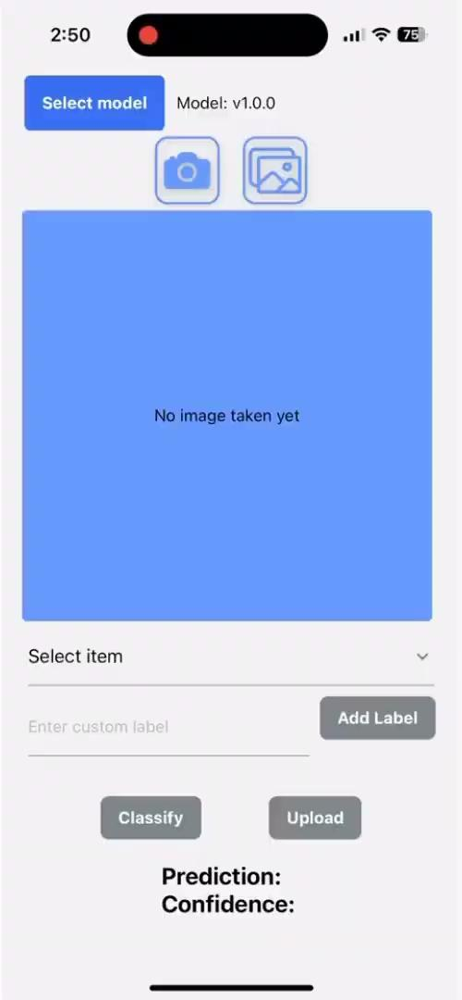 2:50
75
Select model Model: v1.0.0
No image taken yet
Select item
Enter custom label
Add Label
Classify Upload
Prediction:
Confidence: